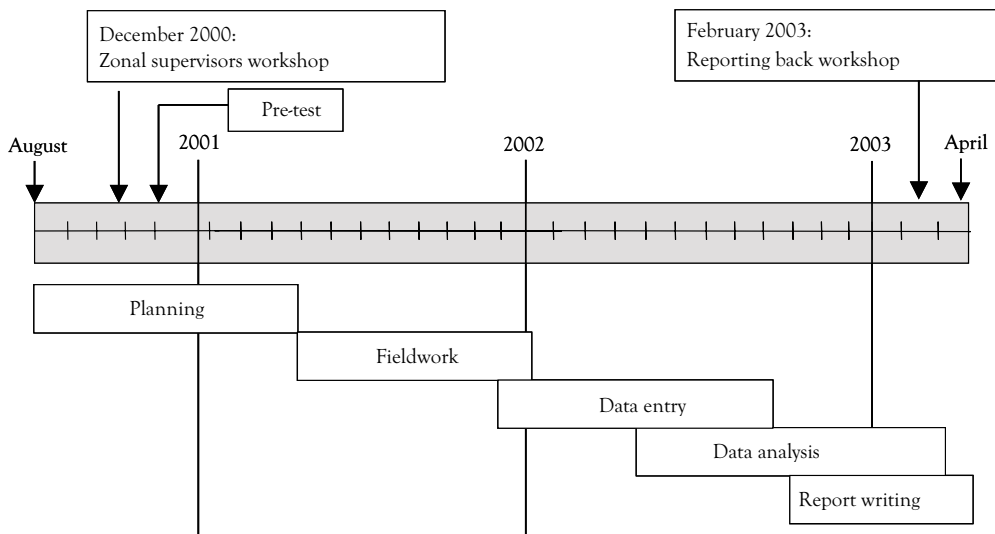 December 2000:
Zonal supervisors workshop
February 2003:
Reporting back workshop
Pre-test
August
2001
2002
2003
April
Planning
Fieldwork
Data entry
Data analysis
Report writing